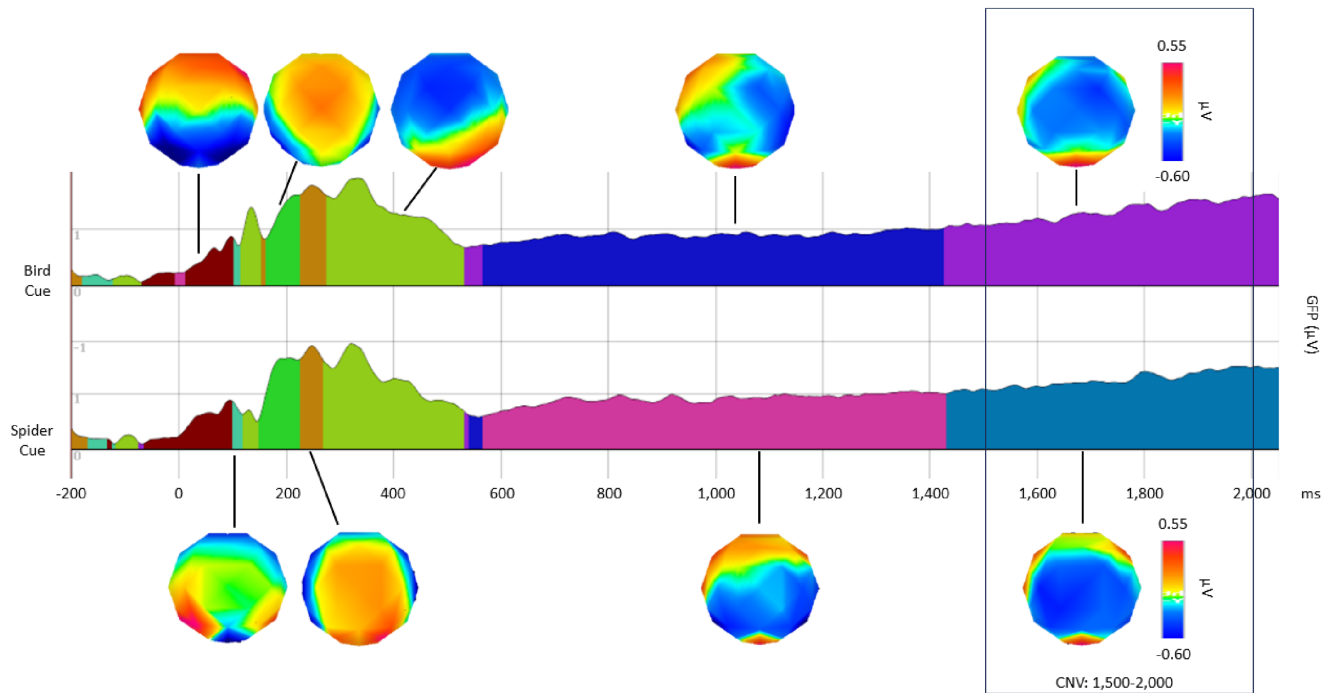 0.55
μV
-0.60
1
Bird
Cue
0
GFP (μV)
-1
1
Spider
Cue
0
-200 0 200 400 600 800 1,000 1,200 1,400 1,600 1,800 2,000 ms
0.55
μV
-0.60
CNV: 1,500-2,000